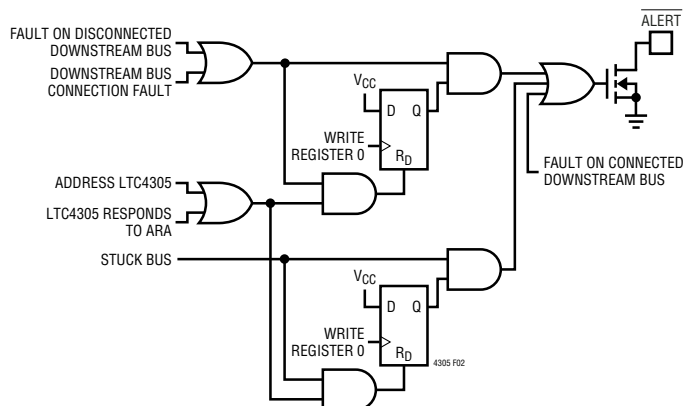 ALERT
FAULT ON DISCONNECTED
DOWNSTREAM BUS
DOWNSTREAM BUS
CONNECTION FAULT
VCC
D Q
WRITE
REGISTER 0
RD
FAULT ON CONNECTED
DOWNSTREAM BUS
ADDRESS LTC4305
LTC4305 RESPONDS
TO ARA
STUCK BUS
VCC
D Q
WRITE
REGISTER 0
RD
4305 F02